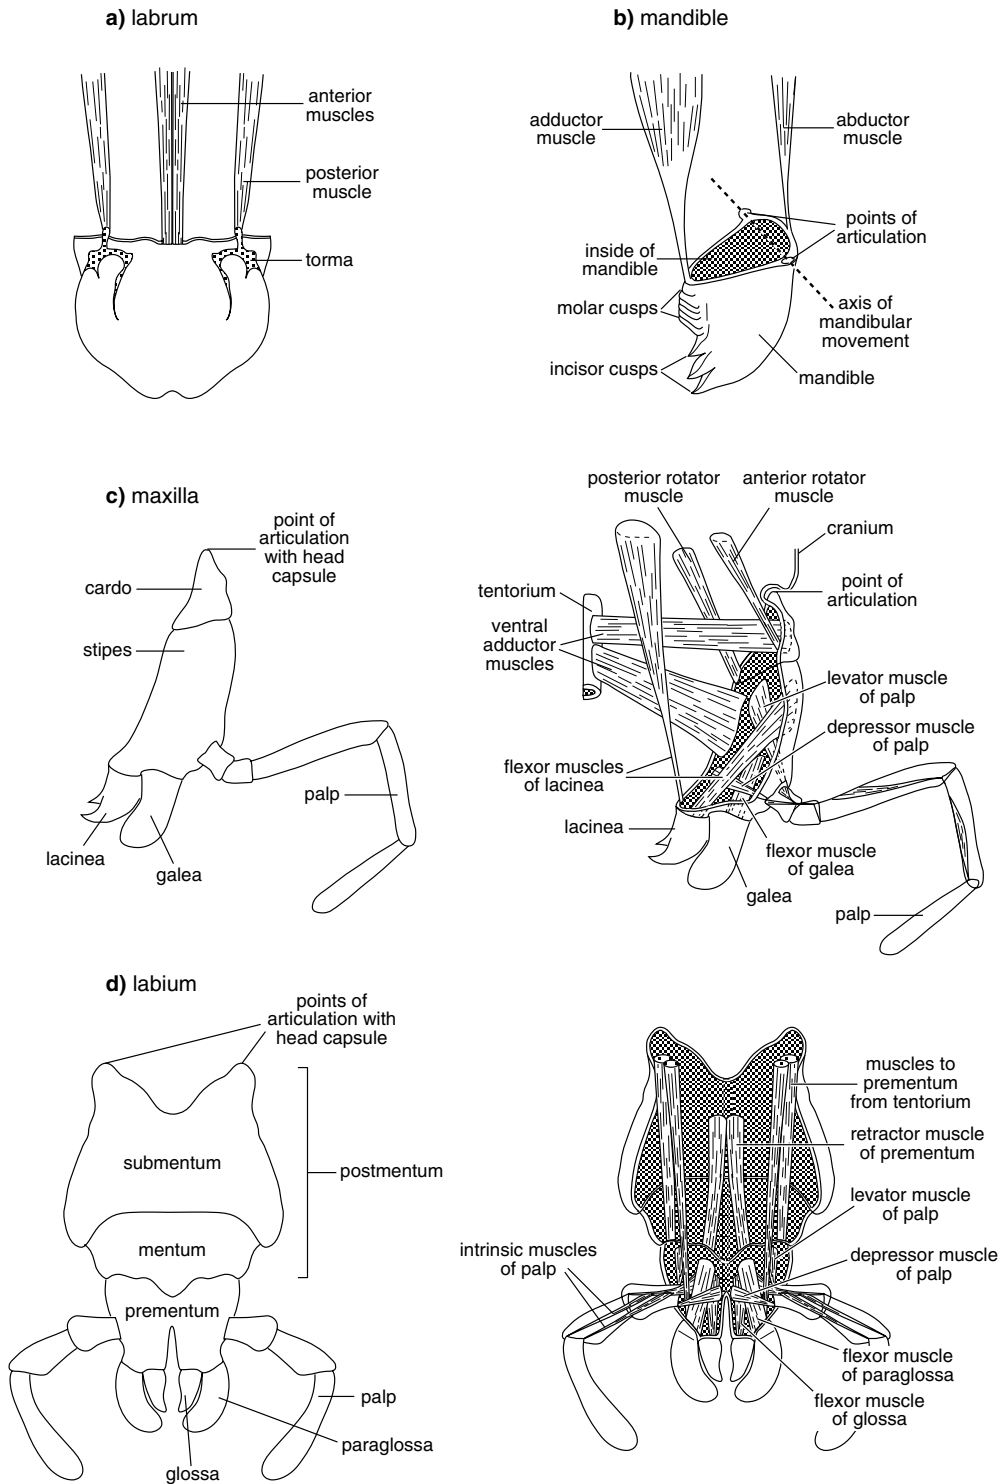 a) labrum
anterior
muscles
posterior
muscle
torma
b) mandible
adductor
muscle
abductor
muscle
points of
articulation
inside of
mandible
molar cusps
axis of
mandibular
movement
incisor cusps
mandible
c) maxilla
point of
articulation
with head
capsule
cardo
stipes
palp
lacinea
galea
posterior rotator
muscle
anterior rotator
muscle
cranium
tentorium
point of
articulation
ventral
adductor
muscles
levator muscle
of palp
depressor muscle
of palp
flexor muscles
of lacinea
lacinea
flexor muscle
of galea
galea
palp
d) labium
points of
articulation with
head capsule
submentum
postmentum
mentum
prementum
palp
paraglossa
glossa
muscles to
prementum
from tentorium
retractor muscle
of prementum
levator muscle
of palp
intrinsic muscles
of palp
depressor muscle
of palp
flexor muscle
of paraglossa
flexor muscle
of glossa